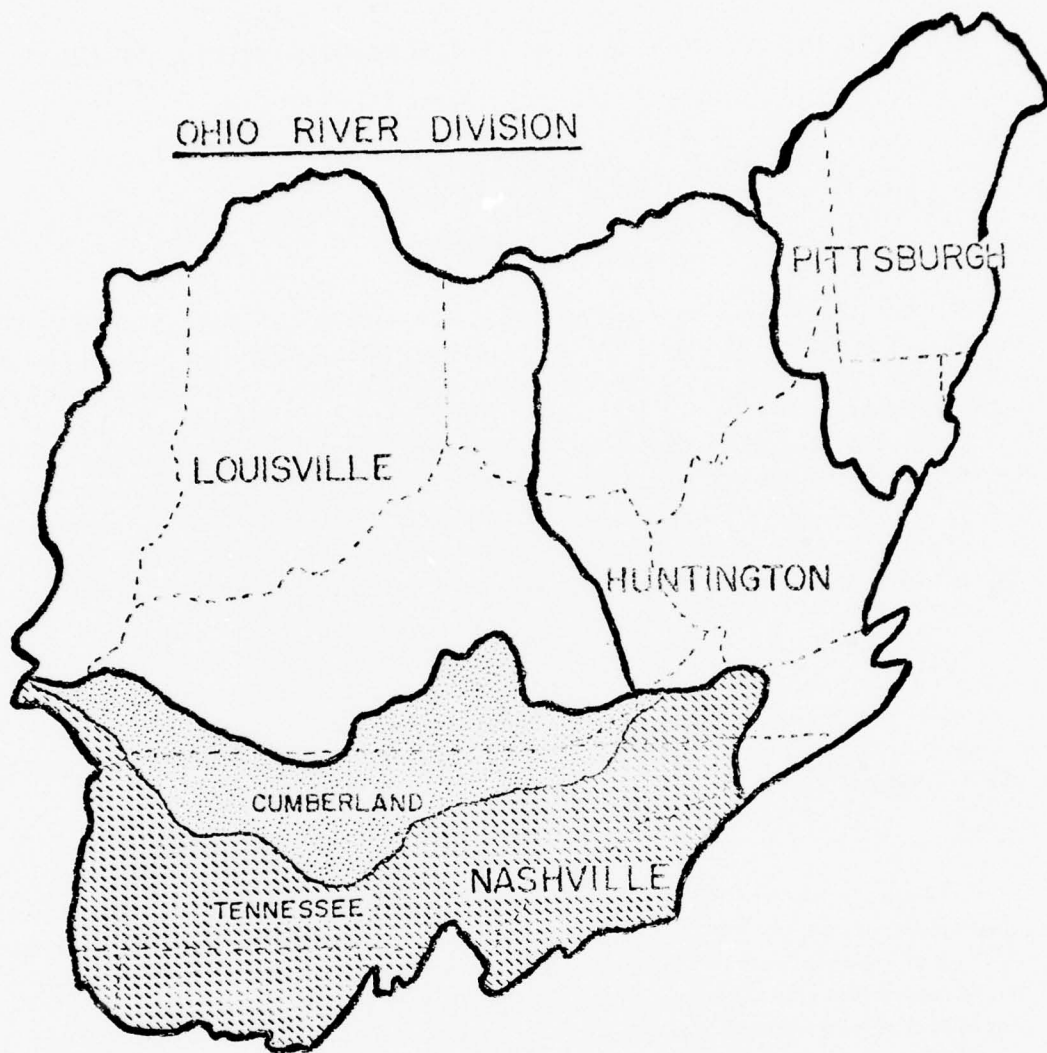 OHIO RIVER DIVISION
PITTSBURGH
LOUISVILLE
HUNTINGTON
CUMBERLAND
NASHVILLE
TENNESSEE